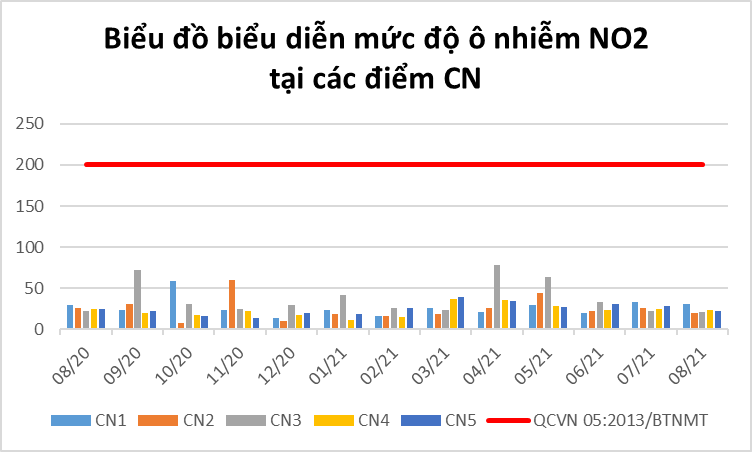 Biểu đồ biểu diễn mức độ ô nhiễm NO2
tại các điểm CN
250
200
150
100
50
0
08/20 09/20 10/20 11/20 12/20 01/21 02/21 03/21 04/21 05/21 06/21 07/21 08/21
CN1 CN2 CN3 CN4 CN5 QCVN 05:2013/BTNMT